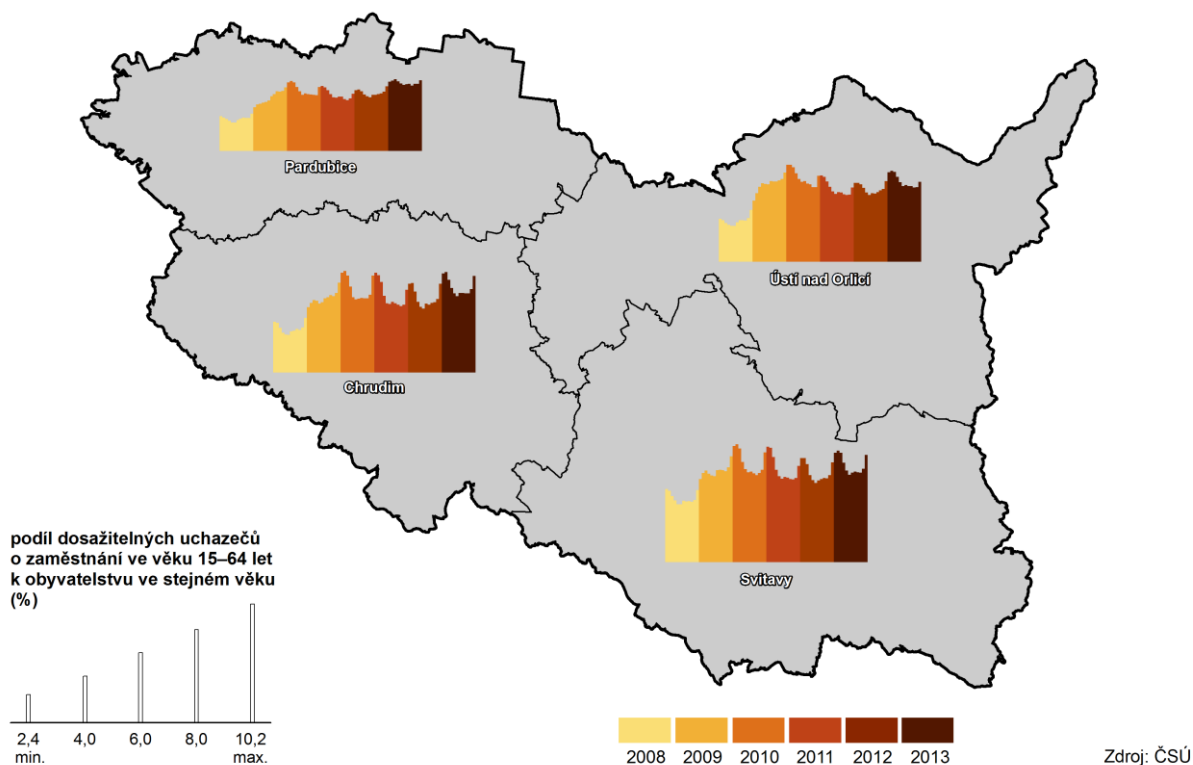 Pardubice
Ústí nad Orlicí
Chrudim
Svitavy
podíl dosažitelných uchazečů
o zaměstnání ve věku 15–64 let
k obyvatelstvu ve stejném věku
(%)
2,4 4,0 6,0 8,0 10,2
min. max.
2008 2009 2010 2011 2012 2013
Zdroj: ČSÚ